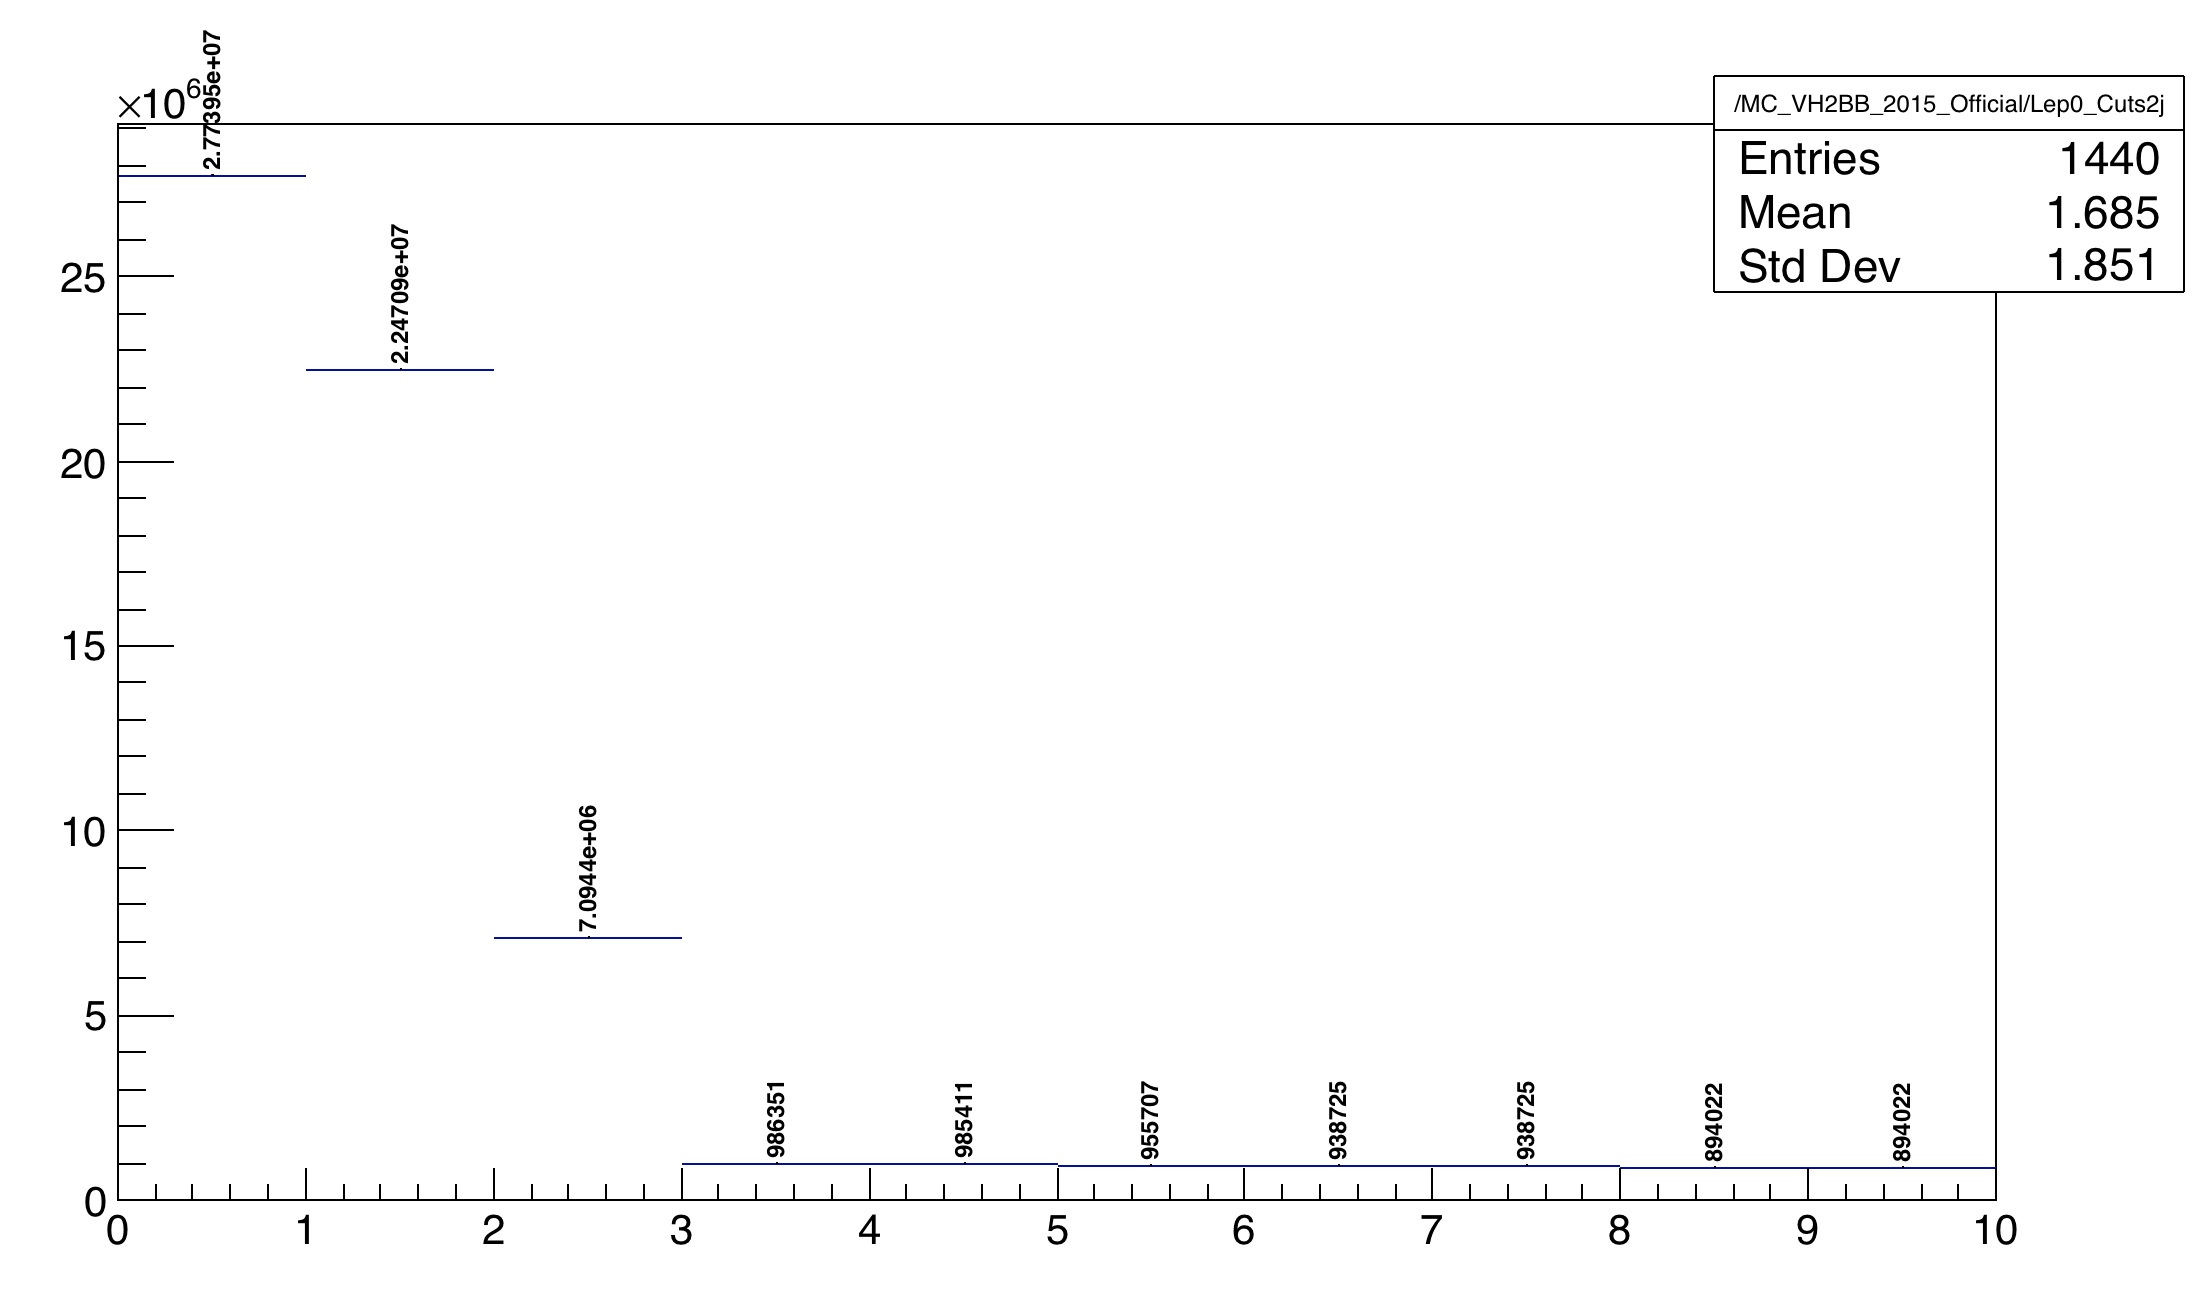 ×10⁶
2.77395e+07
/MC_VH2BB_2015_Official/Lep0_Cuts2j
Entries 1440
Mean 1.685
Std Dev 1.851
2.24709e+07
25
20
15
10
7.0944e+06
5
986351
985411
955707
938725
938725
894022
894022
0
0 1 2 3 4 5 6 7 8 9 10